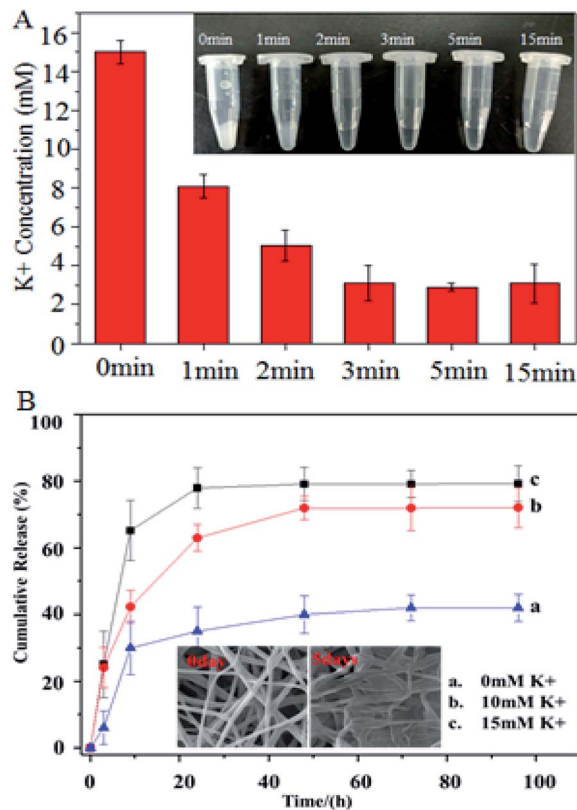 A
K+ Concentration (mM)
16
14
12
10
8
6
4
2
0
0min 1min 2min 3min 5min 15min
0min 1min 2min 3min 5min 15min
B
Cumulative Release (%)
100
80
60
40
20
0
c
b
a
0day 5days
a. 0mM K+
b. 10mM K+
c. 15mM K+
0 20 40 60 80 100
Time/(h)